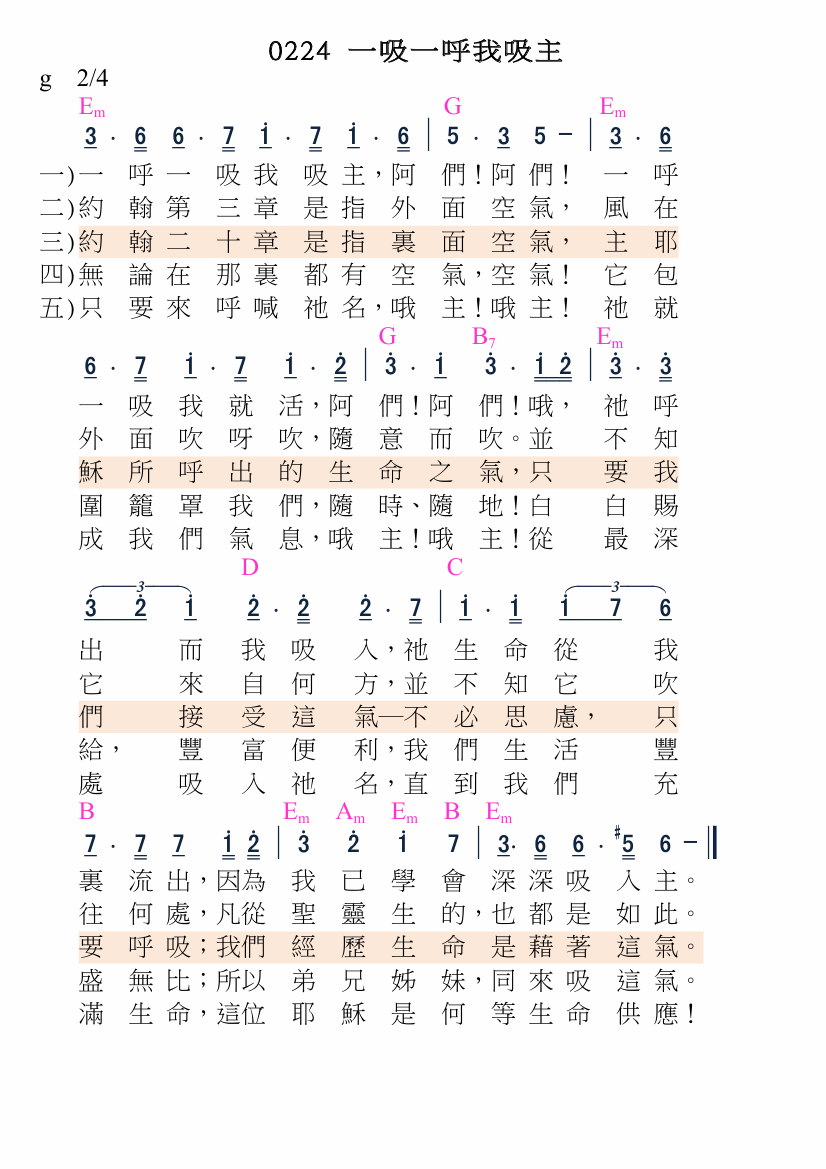 0224 一吸一呼我吸主
g 2/4
Em G Em
3 · 6 6 · 7 i · 7 i · 6 | 5 · 3 5 – | 3 · 6
一)一呼一吸我吸主，阿們！阿們！一呼
二)約翰第三章是指外面空氣，風在
三)約翰二十章是指裏面空氣，主耶
四)無論在那裏都有空氣，空氣！它包
五)只要來呼喊祂名，哦主！哦主！祂就
G B7 Em
6 · 7 i · 7 i · 2̇ | 3̇ · i 3̇ · i 2̇ | 3̇ · 3̇
一吸我就活，阿們！阿們！哦，祂呼
外面吹呀吹，隨意而吹。並不知
穌所呼出的生命之氣，只要我
圍籠罩我們，隨時、隨地！白白賜
成我們氣息，哦主！哦主！從最深
D C
3 3
3̇ 2̇ i 2̇ · 2̇ 2̇ · 7 | i · i i 7 6
出而我吸入，祂生命從我
它來自何方，並不知它吹
們接受這氣—不必思慮，只
給，豐富便利，我們生活豐
處吸入祂名，直到我們充
B Em Am Em B Em
7 · 7 7 i 2̇ | 3̇ 2̇ i 7 | 3· 6 6 · #5 6 – ‖
裏流出，因為我已學會深深吸入主。
往何處，凡從聖靈生的，也都是如此。
要呼吸；我們經歷生命是藉著這氣。
盛無比；所以弟兄姊妹，同來吸這氣。
滿生命，這位耶穌是何等生命供應！